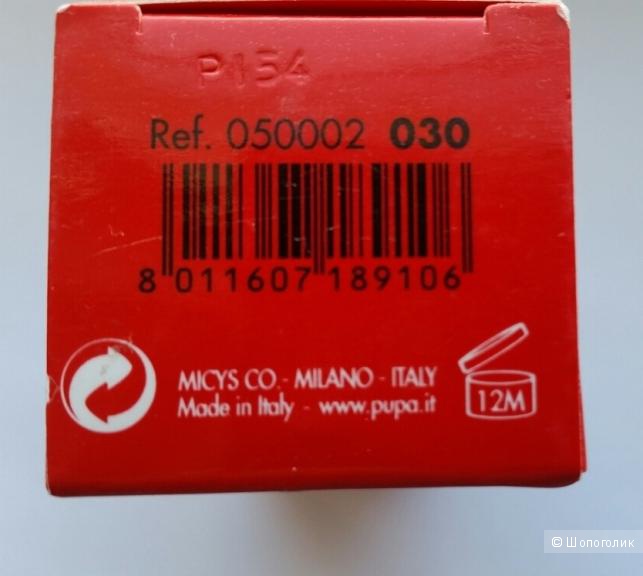 P154
Ref. 050002 030
8 011607 189106
MICYS CO. - MILANO - ITALY
Made in Italy - www.pupa.it
12M
© Шопоголик